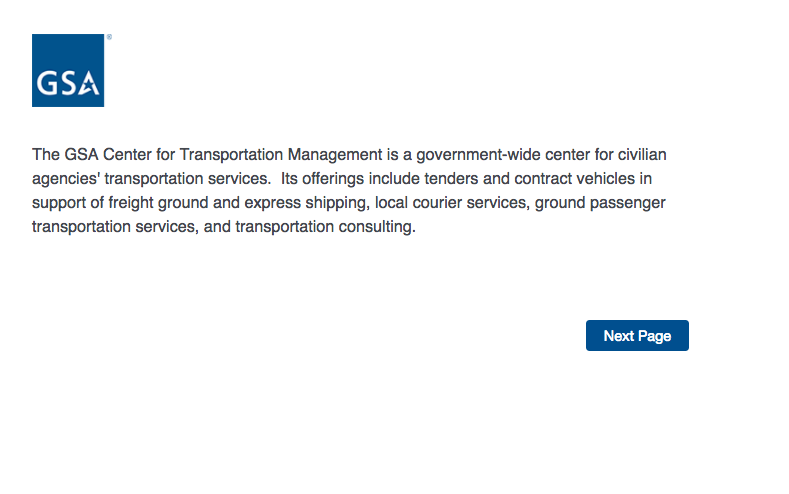 GSA
®
The GSA Center for Transportation Management is a government-wide center for civilian
agencies' transportation services.  Its offerings include tenders and contract vehicles in
support of freight ground and express shipping, local courier services, ground passenger
transportation services, and transportation consulting.
Next Page